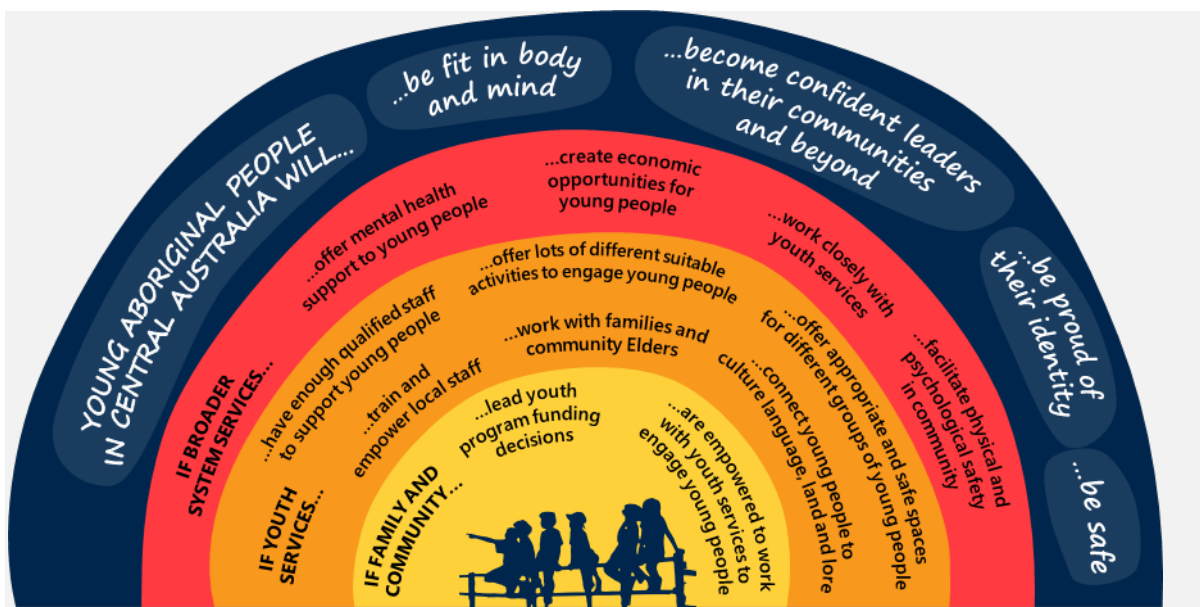 YOUNG ABORIGINAL PEOPLE
IN CENTRAL AUSTRALIA WILL...
...be fit in body
and mind
...become confident leaders
in their communities
and beyond
...be proud of
their identity
...be safe
IF BROADER
SYSTEM SERVICES...
...offer mental health
support to young people
...create economic
opportunities for
young people
...work closely with
youth services
...facilitate physical and
psychological safety
in community
IF YOUTH
SERVICES...
...have enough qualified staff
to support young people
...train and
empower local staff
...offer lots of different suitable
activities to engage young people
...work with families and
community Elders
...offer appropriate and safe spaces
for different groups of young people
...connect young people to
culture language, land and lore
IF FAMILY AND
COMMUNITY...
...lead youth
program funding
decisions
...are empowered to work
with youth services to
engage young people